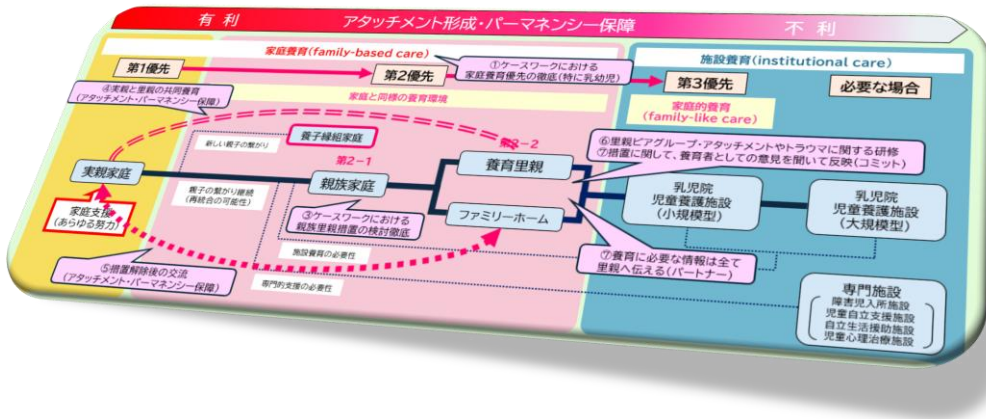 有 利
アタッチメント形成・パーマネンシー保障
不 利
家庭養育(family-based care)
施設養育(institutional care)
第1優先
第2優先
①ケースワークにおける
家庭養育優先の徹底(特に乳幼児)
第3優先
必要な場合
④実親と里親の共同養育
(アタッチメント・パーマネンシー保障)
家庭と同様の養育環境
家庭的養育
(family-like care)
新しい親子の繋がり
養子縁組家庭
第2-2
⑥里親ピアグループ・アタッチメントやトラウマに関する研修
⑦措置に関して、養育者としての意見を聞いて反映(コミット)
第2-1
実親家庭
親族家庭
養育里親
乳児院
児童養護施設
(小規模型)
乳児院
児童養護施設
(大規模型)
親子の繋がり継続
(再統合の可能性)
家庭支援
(あらゆる努力)
③ケースワークにおける
親族里親措置の検討徹底
ファミリーホーム
施設養育の必要性
⑦養育に必要な情報は全て
里親へ伝える(パートナー)
⑤措置解除後の交流
(アタッチメント・パーマネンシー保障)
専門的支援の必要性
専門施設
障害児入所施設
児童自立支援施設
自立生活援助施設
児童心理治療施設